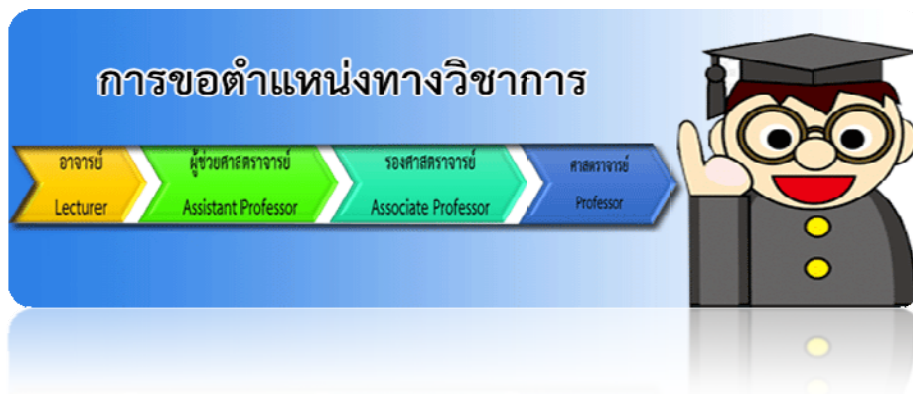 การขอตำแหน่งทางวิชาการ
อาจารย์
Lecturer
ผู้ช่วยศาสตราจารย์
Assistant Professor
รองศาสตราจารย์
Associate Professor
ศาสตราจารย์
Professor